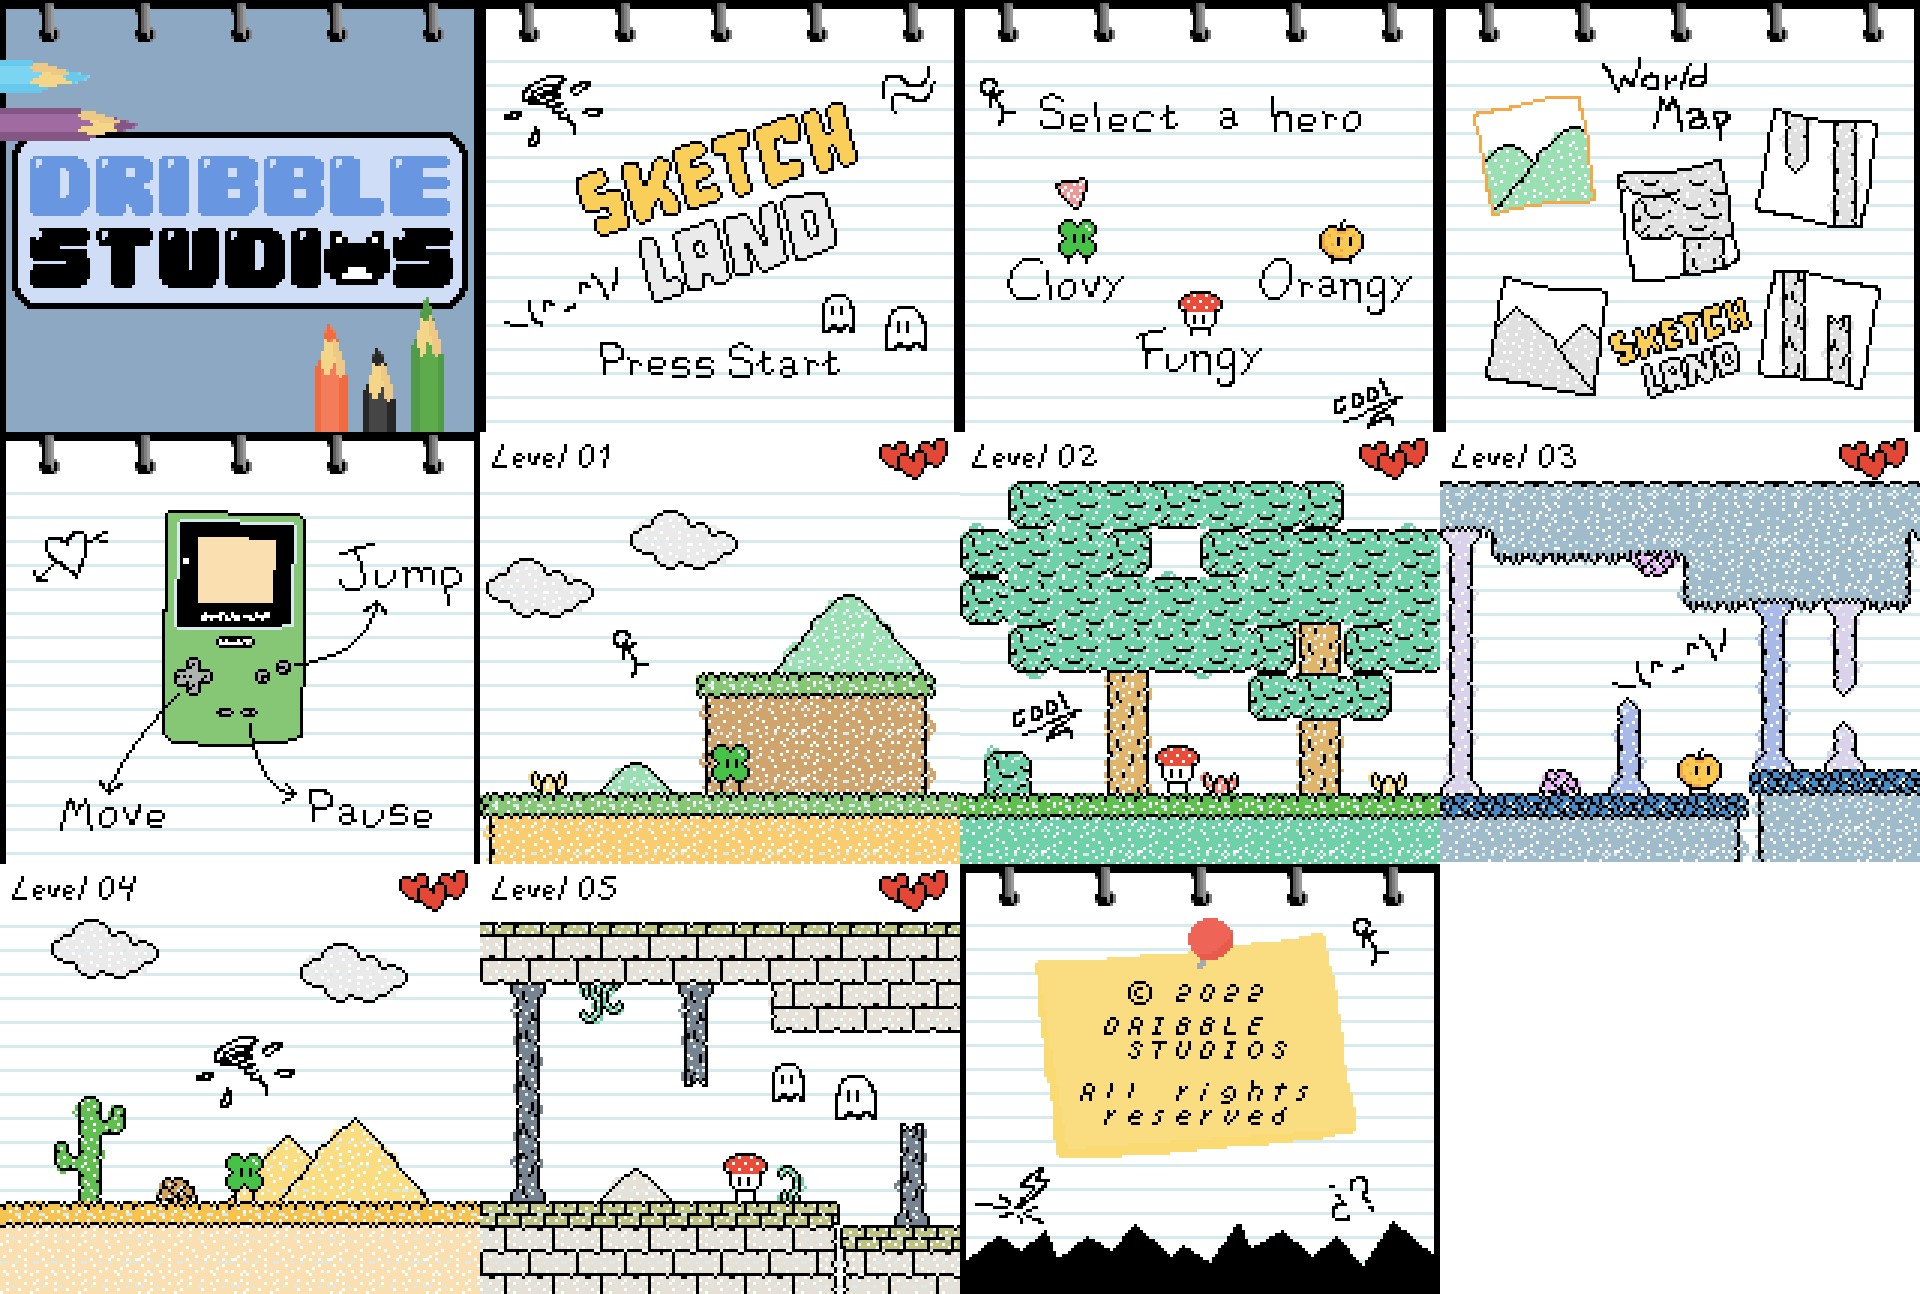 DRIBBLE
STUDIOS
SKETCH
LAND
Press Start
Select a hero
Clovy
Orangy
Fungy
COOL
World
Map
SKETCH
LAND
Jump
Move
Pause
Level 01
Level 02
COOL
Level 03
Level 04
Level 05
© 2022
DRIBBLE
STUDIOS
All rights
reserved
¿?